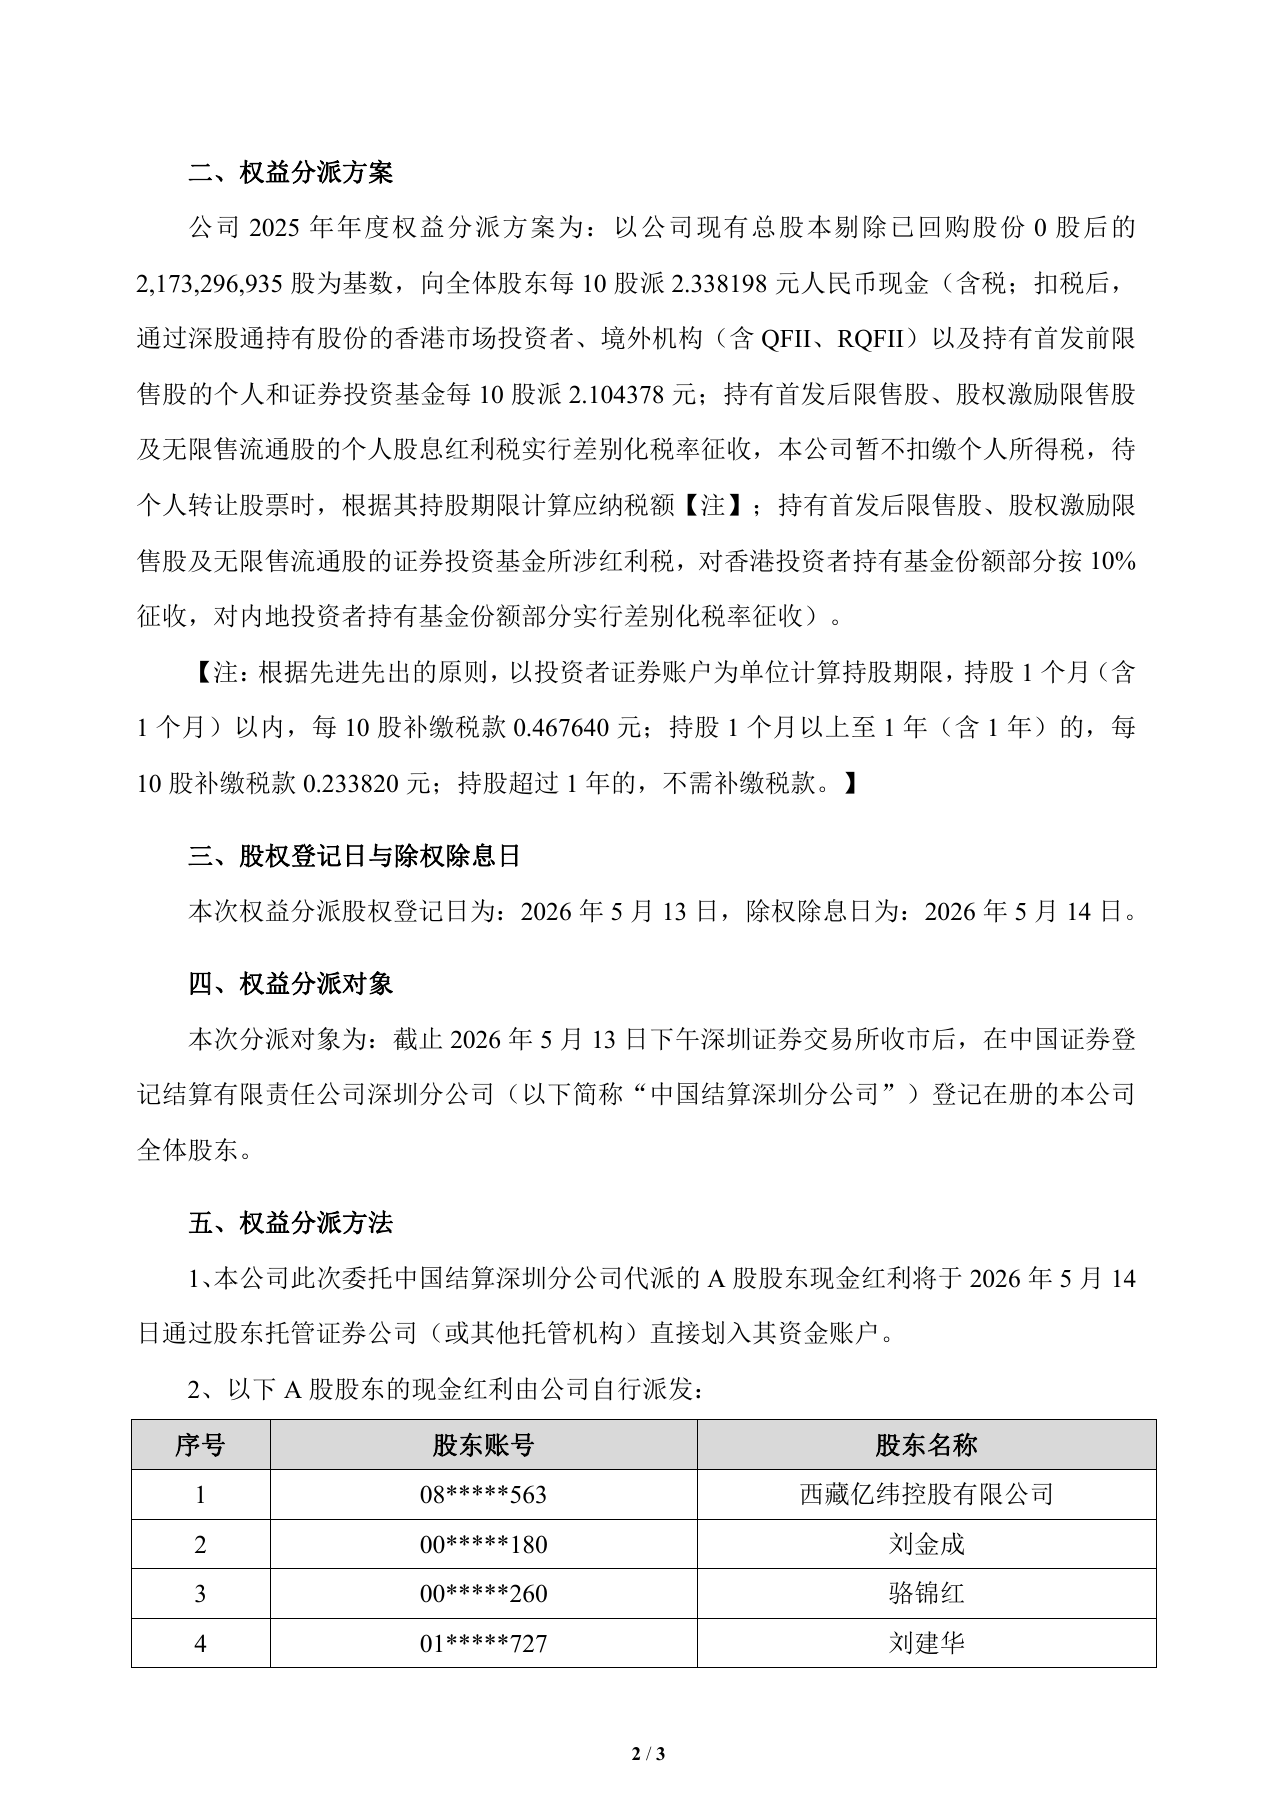 二、权益分派方案
公司 2025 年年度权益分派方案为：以公司现有总股本剔除已回购股份 0 股后的
2,173,296,935 股为基数，向全体股东每 10 股派 2.338198 元人民币现金（含税；扣税后，
通过深股通持有股份的香港市场投资者、境外机构（含 QFII、RQFII）以及持有首发前限
售股的个人和证券投资基金每 10 股派 2.104378 元；持有首发后限售股、股权激励限售股
及无限售流通股的个人股息红利税实行差别化税率征收，本公司暂不扣缴个人所得税，待
个人转让股票时，根据其持股期限计算应纳税额【注】；持有首发后限售股、股权激励限
售股及无限售流通股的证券投资基金所涉红利税，对香港投资者持有基金份额部分按 10%
征收，对内地投资者持有基金份额部分实行差别化税率征收）。
【注：根据先进先出的原则，以投资者证券账户为单位计算持股期限，持股 1 个月（含
1 个月）以内，每 10 股补缴税款 0.467640 元；持股 1 个月以上至 1 年（含 1 年）的，每
10 股补缴税款 0.233820 元；持股超过 1 年的，不需补缴税款。】
三、股权登记日与除权除息日
本次权益分派股权登记日为：2026 年 5 月 13 日，除权除息日为：2026 年 5 月 14 日。
四、权益分派对象
本次分派对象为：截止 2026 年 5 月 13 日下午深圳证券交易所收市后，在中国证券登
记结算有限责任公司深圳分公司（以下简称“中国结算深圳分公司”）登记在册的本公司
全体股东。
五、权益分派方法
1、本公司此次委托中国结算深圳分公司代派的 A 股股东现金红利将于 2026 年 5 月 14
日通过股东托管证券公司（或其他托管机构）直接划入其资金账户。
2、以下 A 股股东的现金红利由公司自行派发：
序号 股东账号 股东名称
1 08*****563 西藏亿纬控股有限公司
2 00*****180 刘金成
3 00*****260 骆锦红
4 01*****727 刘建华
2 / 3